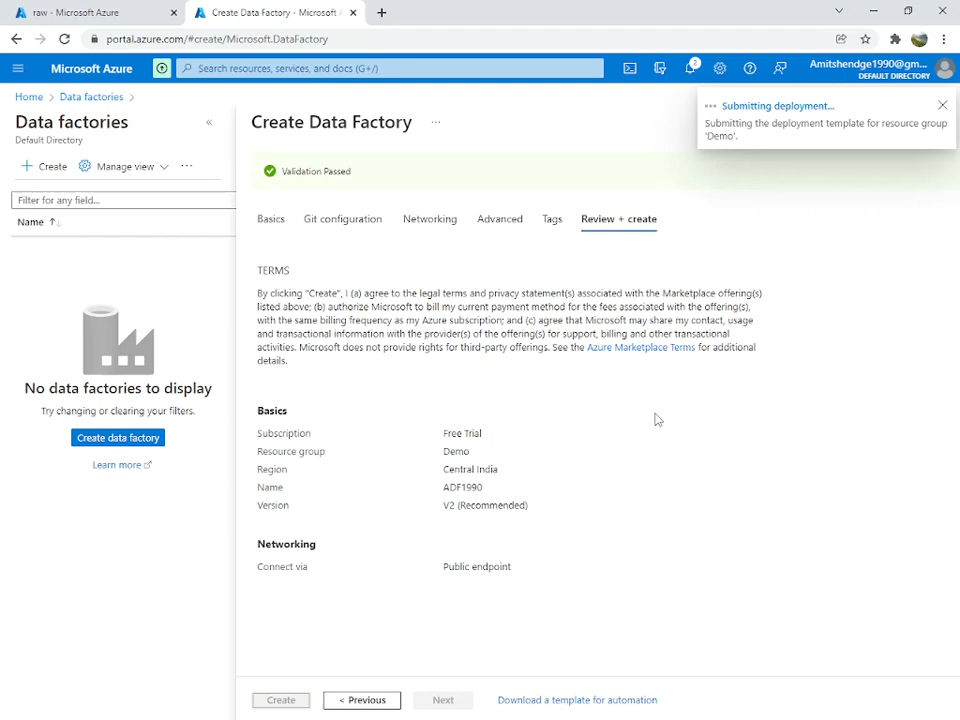 raw - Microsoft Azure
Create Data Factory - Microsoft A
portal.azure.com/#create/Microsoft.DataFactory
Microsoft Azure
Search resources, services, and docs (G+/)
2
Amitshendge1990@gm...
DEFAULT DIRECTORY
Home > Data factories >
Data factories
Default Directory
Create
Manage view
Filter for any field...
Name
No data factories to display
Try changing or clearing your filters.
Create data factory
Learn more
Create Data Factory
Submitting deployment...
Submitting the deployment template for resource group
'Demo'.
Validation Passed
Basics
Git configuration
Networking
Advanced
Tags
Review + create
TERMS
By clicking "Create", I (a) agree to the legal terms and privacy statement(s) associated with the Marketplace offering(s)
listed above; (b) authorize Microsoft to bill my current payment method for the fees associated with the offering(s),
with the same billing frequency as my Azure subscription; and (c) agree that Microsoft may share my contact, usage
and transactional information with the provider(s) of the offering(s) for support, billing and other transactional
activities. Microsoft does not provide rights for third-party offerings. See the Azure Marketplace Terms for additional
details.
Basics
Subscription Free Trial
Resource group Demo
Region Central India
Name ADF1990
Version V2 (Recommended)
Networking
Connect via Public endpoint
Create
< Previous
Next
Download a template for automation